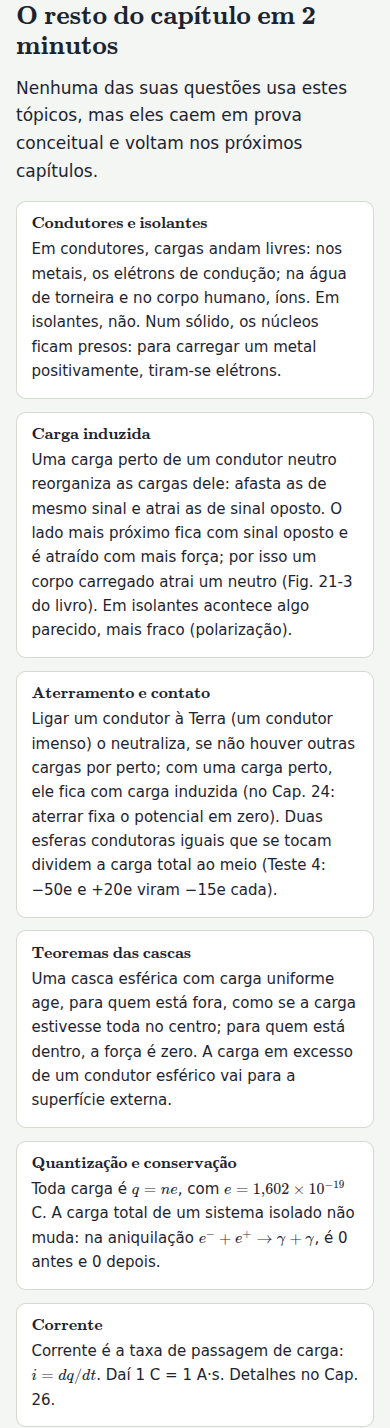 O resto do capítulo em 2
minutos
Nenhuma das suas questões usa estes
tópicos, mas eles caem em prova
conceitual e voltam nos próximos
capítulos.
Condutores e isolantes
Em condutores, cargas andam livres: nos
metais, os elétrons de condução; na água
de torneira e no corpo humano, íons. Em
isolantes, não. Num sólido, os núcleos
ficam presos: para carregar um metal
positivamente, tiram-se elétrons.
Carga induzida
Uma carga perto de um condutor neutro
reorganiza as cargas dele: afasta as de
mesmo sinal e atrai as de sinal oposto. O
lado mais próximo fica com sinal oposto e
é atraído com mais força; por isso um
corpo carregado atrai um neutro (Fig. 21-3
do livro). Em isolantes acontece algo
parecido, mais fraco (polarização).
Aterramento e contato
Ligar um condutor à Terra (um condutor
imenso) o neutraliza, se não houver outras
cargas por perto; com uma carga perto,
ele fica com carga induzida (no Cap. 24:
aterrar fixa o potencial em zero). Duas
esferas condutoras iguais que se tocam
dividem a carga total ao meio (Teste 4:
−50e e +20e viram −15e cada).
Teoremas das cascas
Uma casca esférica com carga uniforme
age, para quem está fora, como se a carga
estivesse toda no centro; para quem está
dentro, a força é zero. A carga em excesso
de um condutor esférico vai para a
superfície externa.
Quantização e conservação
Toda carga é q = ne, com e = 1,602 × 10⁻¹⁹
C. A carga total de um sistema isolado não
muda: na aniquilação e⁻ + e⁺ → γ + γ, é 0
antes e 0 depois.
Corrente
Corrente é a taxa de passagem de carga:
i = dq/dt. Daí 1 C = 1 A·s. Detalhes no Cap.
26.